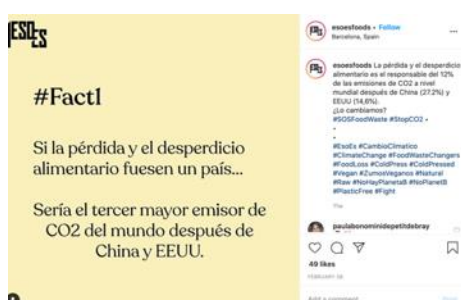 ESOES
#Fact1
Si la pérdida y el desperdicio
alimentario fuesen un país...
Sería el tercer mayor emisor de
CO2 del mundo después de
China y EEUU.
esoesfoods • Follow
Barcelona, Spain
esoesfoods La pérdida y el desperdicio
alimentario es el responsable del 12%
de las emisiones de CO2 a nivel
mundial después de China (27.2%) y
EEUU (14,6%).
¿Lo cambiamos?
#SOSFoodWaste #StopCO2 •
#EsoEs #CambioClimatico
#ClimateChange #FoodWasteChangers
#FoodLoss #ColdPress #ColdPressed
#Vegan #ZumosVeganos #Natural
#Raw #NoHayPlanetaB #NoPlanetB
#PlasticFree #Fight
paulabonominidepetitdebray
49 likes
FEBRUARY
Add a comment